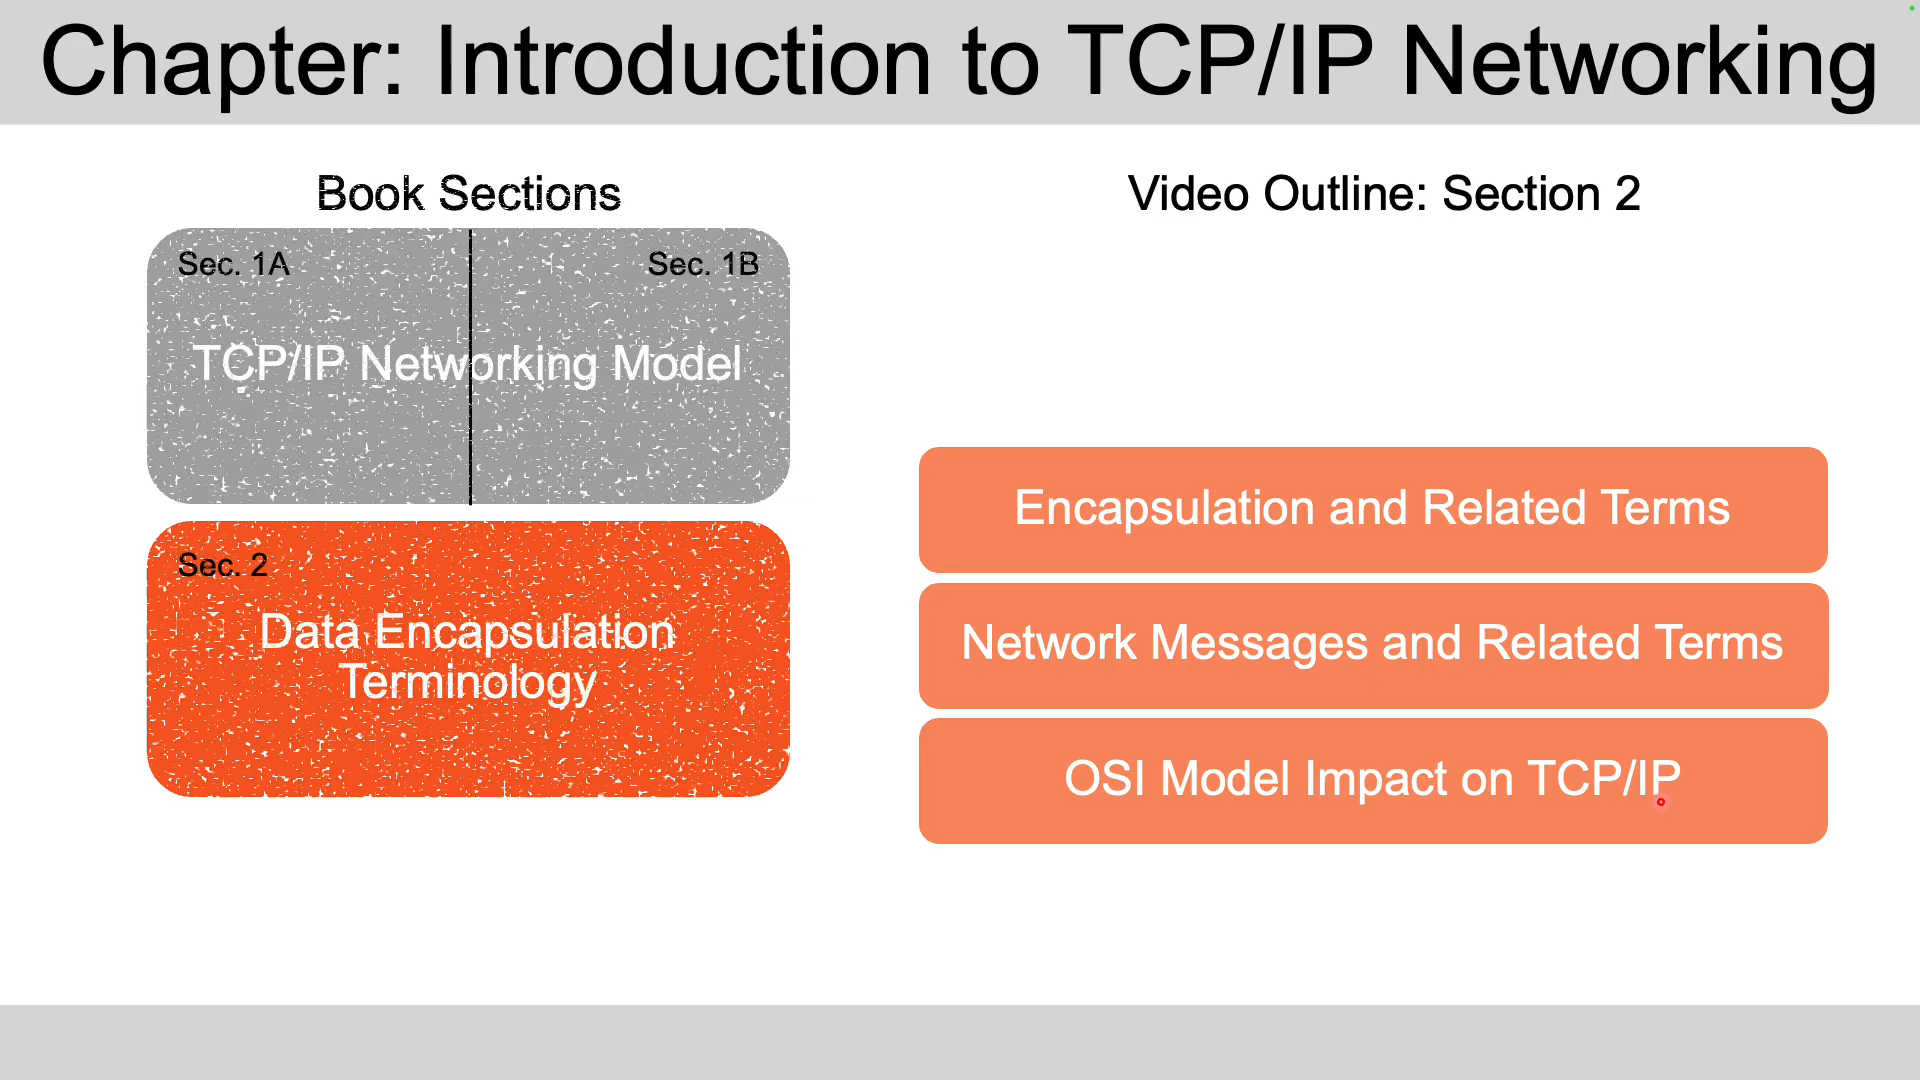 Chapter: Introduction to TCP/IP Networking
Book Sections
Sec. 1A
Sec. 1B
TCP/IP Networking Model
Sec. 2
Data Encapsulation
Terminology
Video Outline: Section 2
Encapsulation and Related Terms
Network Messages and Related Terms
OSI Model Impact on TCP/IP